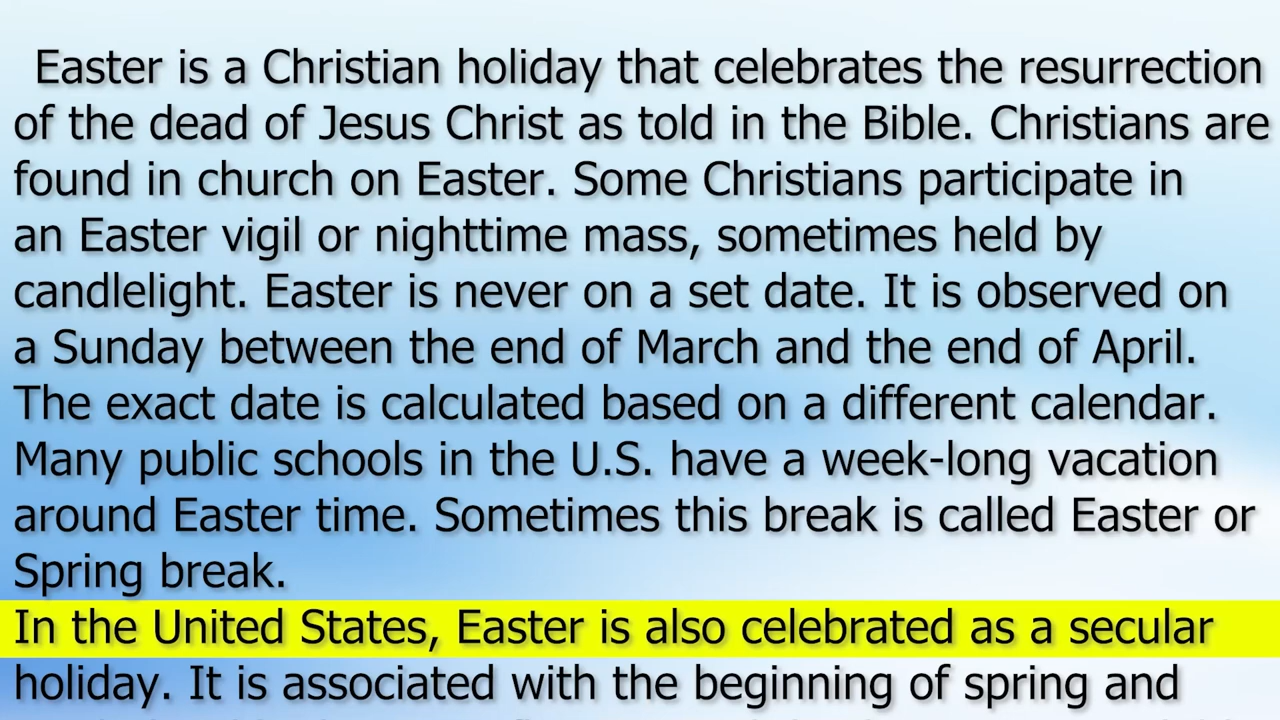 Easter is a Christian holiday that celebrates the resurrection
of the dead of Jesus Christ as told in the Bible. Christians are
found in church on Easter. Some Christians participate in
an Easter vigil or nighttime mass, sometimes held by
candlelight. Easter is never on a set date. It is observed on
a Sunday between the end of March and the end of April.
The exact date is calculated based on a different calendar.
Many public schools in the U.S. have a week-long vacation
around Easter time. Sometimes this break is called Easter or
Spring break.
In the United States, Easter is also celebrated as a secular
holiday. It is associated with the beginning of spring and